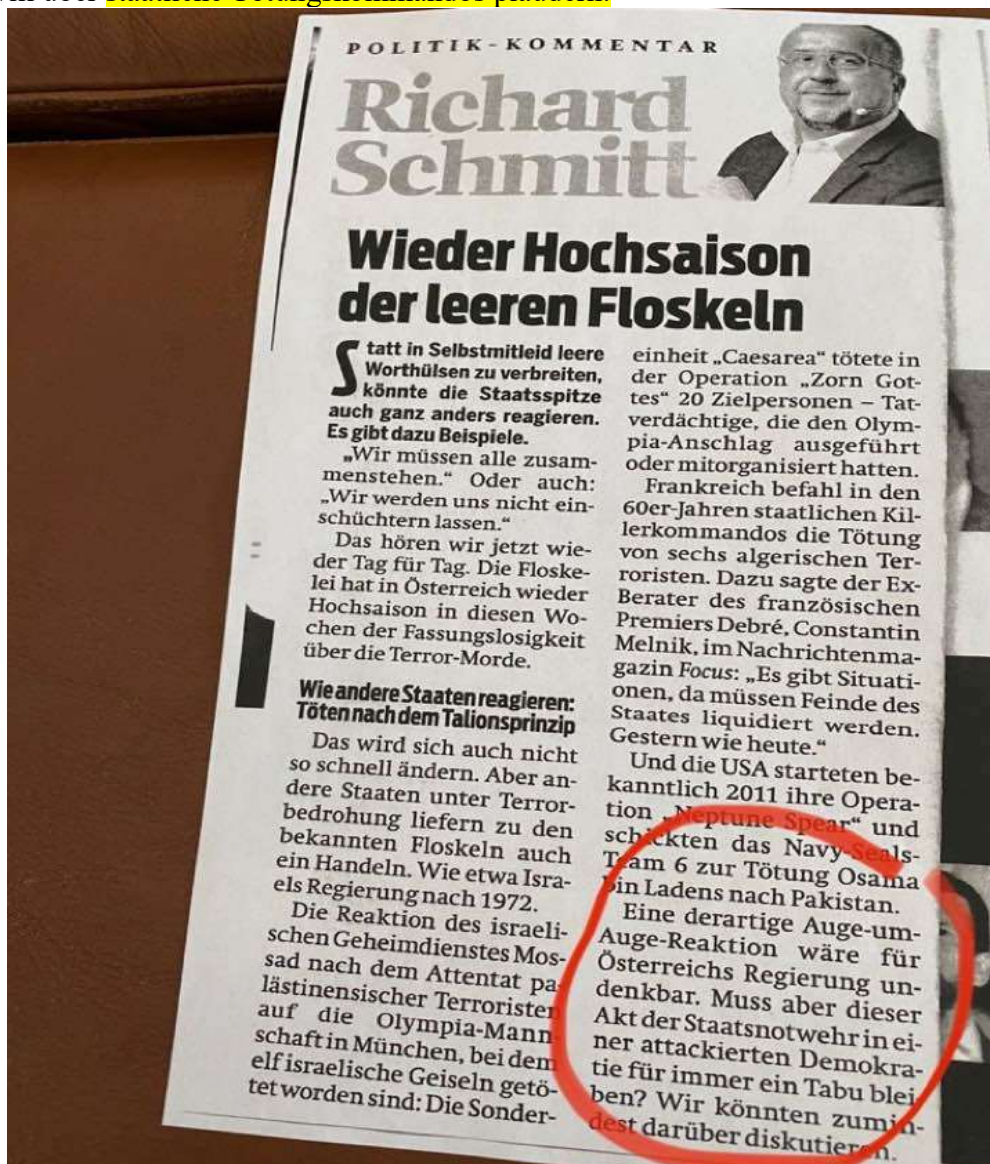 staatliche Tötungskommandos plaudern.
POLITIK-KOMMENTAR
Richard
Schmitt
Wieder Hochsaison
der leeren Floskeln
Statt in Selbstmitleid leere
Worthülsen zu verbreiten,
könnte die Staatsspitze
auch ganz anders reagieren.
Es gibt dazu Beispiele.
„Wir müssen alle zusam-
menstehen.“ Oder auch:
„Wir werden uns nicht ein-
schüchtern lassen.“
Das hören wir jetzt wie-
der Tag für Tag. Die Floske-
lei hat in Österreich wieder
Hochsaison in diesen Wo-
chen der Fassungslosigkeit
über die Terror-Morde.
Wie andere Staaten reagieren:
Töten nach dem Talionsprinzip
Das wird sich auch nicht
so schnell ändern. Aber an-
dere Staaten unter Terror-
bedrohung liefern zu den
bekannten Floskeln auch
ein Handeln. Wie etwa Isra-
els Regierung nach 1972.
Die Reaktion des israeli-
schen Geheimdienstes Mos-
sad nach dem Attentat pa-
lästinensischer Terroristen
auf die Olympia-Mann-
schaft in München, bei dem
elf israelische Geiseln getö-
tet worden sind: Die Sonder-
einheit „Caesarea“ tötete in
der Operation „Zorn Got-
tes“ 20 Zielpersonen – Tat-
verdächtige, die den Olym-
pia-Anschlag ausgeführt
oder mitorganisiert hatten.
Frankreich befahl in den
60er-Jahren staatlichen Kil-
lerkommandos die Tötung
von sechs algerischen Ter-
roristen. Dazu sagte der Ex-
Berater des französischen
Premiers Debré, Constantin
Melnik, im Nachrichtenma-
gazin Focus: „Es gibt Situati-
onen, da müssen Feinde des
Staates liquidiert werden.
Gestern wie heute.“
Und die USA starteten be-
kanntlich 2011 ihre Opera-
tion „Neptune Spear“ und
schickten das Navy-Seals-
Team 6 zur Tötung Osama
bin Ladens nach Pakistan.
Eine derartige Auge-um-
Auge-Reaktion wäre für
Österreichs Regierung un-
denkbar. Muss aber dieser
Akt der Staatsnotwehr in ei-
ner attackierten Demokra-
tie für immer ein Tabu blei-
ben? Wir könnten zumin-
dest darüber diskutieren.